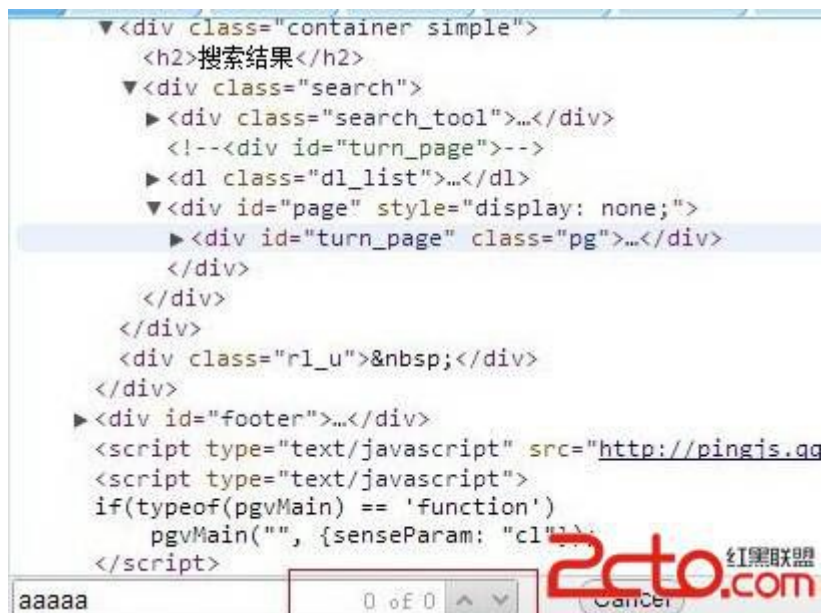 ▼<div class="container simple">
<h2>搜索结果</h2>
▼<div class="search">
▶<div class="search_tool">…</div>
<!--<div id="turn_page">-->
▶<dl class="dl_list">…</dl>
▼<div id="page" style="display: none;">
▶<div id="turn_page" class="pg">…</div>
</div>
</div>
</div>
<div class="rl_u">&nbsp;</div>
</div>
▶<div id="footer">…</div>
<script type="text/javascript" src="http://pingjs.qq
<script type="text/javascript">
if(typeof(pgvMain) == 'function')
pgvMain("", {senseParam: "cl"});
</script>
2cto.com 红黑联盟
aaaaa 0 of 0 Cancel